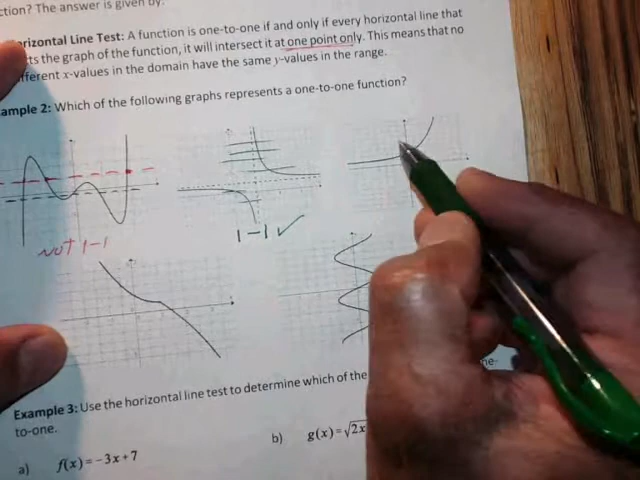 ction? The answer is given by:
rizontal Line Test: A function is one-to-one if and only if every horizontal line that
ts the graph of the function, it will intersect it at one point only. This means that no
fferent x-values in the domain have the same y-values in the range.
ample 2: Which of the following graphs represents a one-to-one function?
NOT 1-1
1-1 ✓
Example 3: Use the horizontal line test to determine which of the
ne-
to-one.
a) f(x)=-3x+7
b) g(x)=√2x